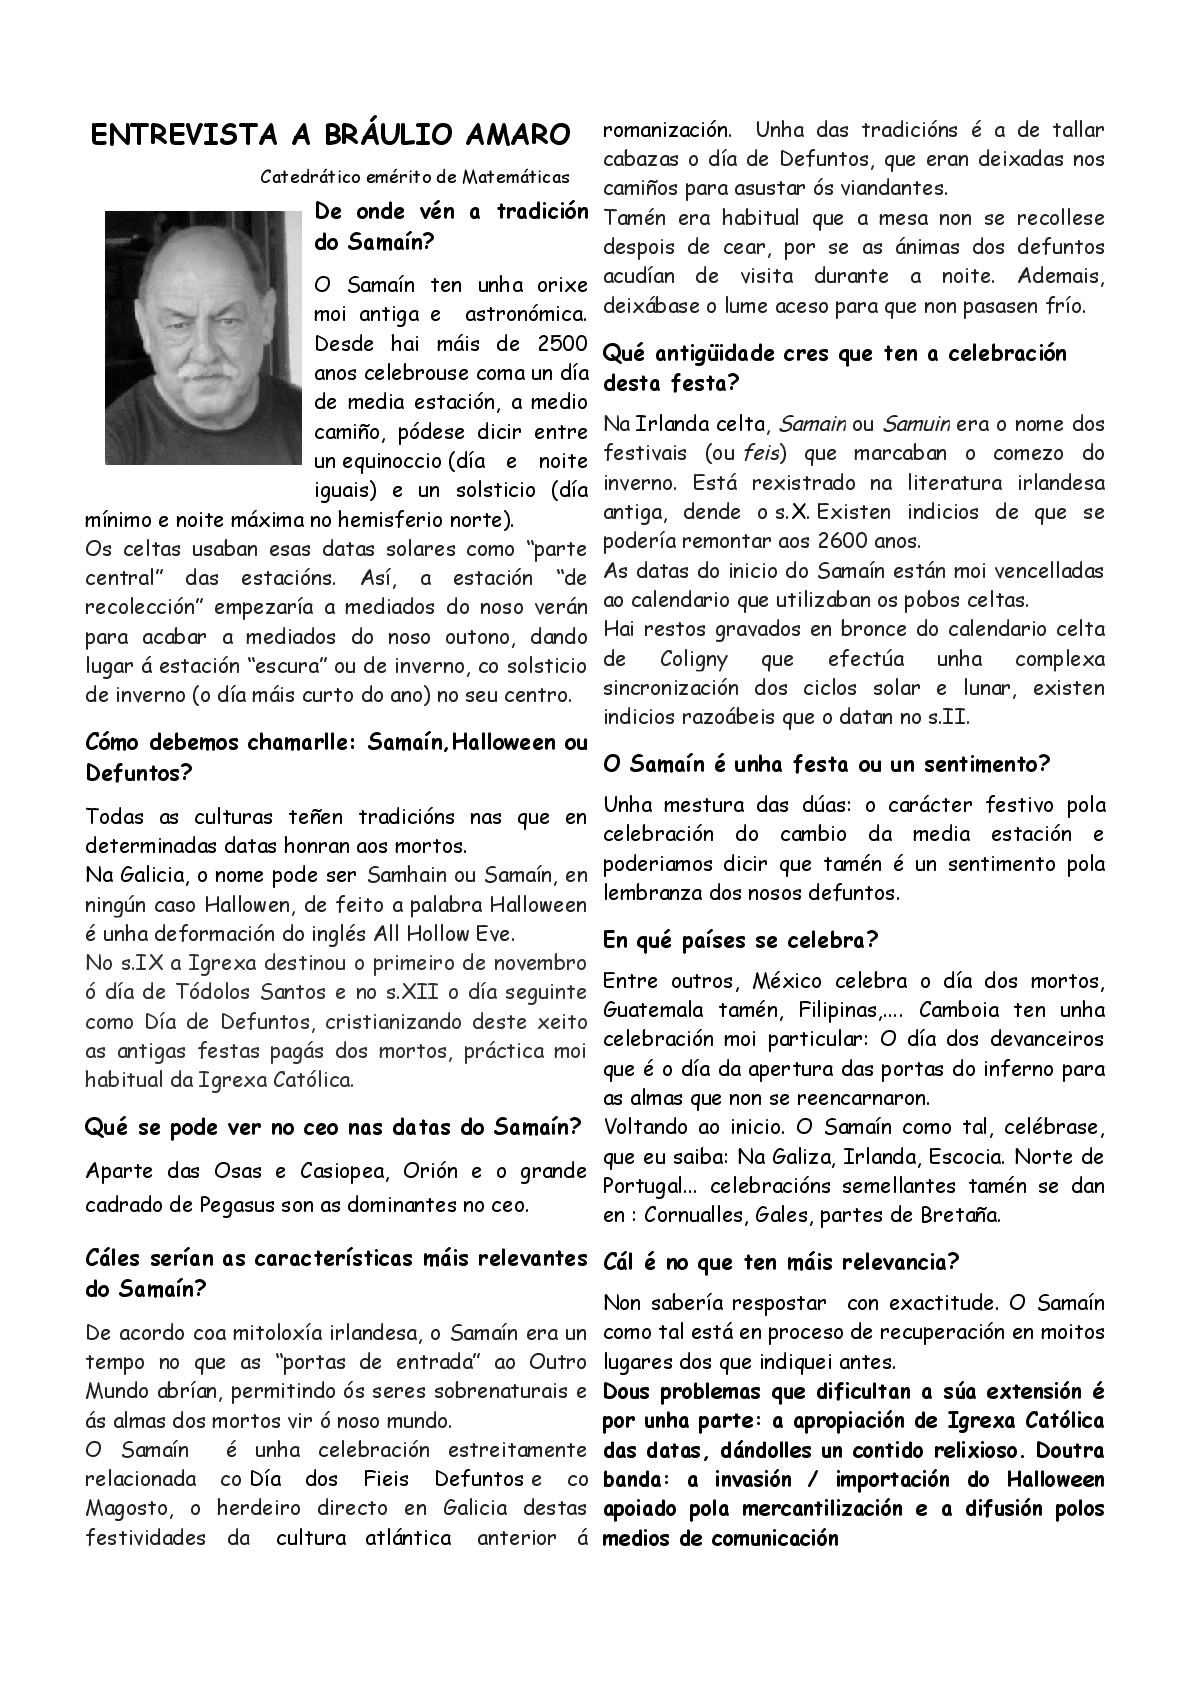 ENTREVISTA A BRÁULIO AMARO
Catedrático emérito de Matemáticas
De onde vén a tradición
do Samaín?
O Samaín ten unha orixe
moi antiga e astronómica.
Desde hai máis de 2500
anos celebrouse coma un día
de media estación, a medio
camiño, pódese dicir entre
un equinoccio (día e noite
iguais) e un solsticio (día
mínimo e noite máxima no hemisferio norte).
Os celtas usaban esas datas solares como “parte
central” das estacións. Así, a estación “de
recolección” empezaría a mediados do noso verán
para acabar a mediados do noso outono, dando
lugar á estación “escura” ou de inverno, co solsticio
de inverno (o día máis curto do ano) no seu centro.
Cómo debemos chamarlle: Samaín,Halloween ou
Defuntos?
Todas as culturas teñen tradicións nas que en
determinadas datas honran aos mortos.
Na Galicia, o nome pode ser Samhain ou Samaín, en
ningún caso Hallowen, de feito a palabra Halloween
é unha deformación do inglés All Hollow Eve.
No s.IX a Igrexa destinou o primeiro de novembro
ó día de Tódolos Santos e no s.XII o día seguinte
como Día de Defuntos, cristianizando deste xeito
as antigas festas pagás dos mortos, práctica moi
habitual da Igrexa Católica.
Qué se pode ver no ceo nas datas do Samaín?
Aparte das Osas e Casiopea, Orión e o grande
cadrado de Pegasus son as dominantes no ceo.
Cáles serían as características máis relevantes
do Samaín?
De acordo coa mitoloxía irlandesa, o Samaín era un
tempo no que as “portas de entrada” ao Outro
Mundo abrían, permitindo ós seres sobrenaturais e
ás almas dos mortos vir ó noso mundo.
O Samaín é unha celebración estreitamente
relacionada co Día dos Fieis Defuntos e co
Magosto, o herdeiro directo en Galicia destas
festividades da cultura atlántica anterior á
romanización. Unha das tradicións é a de tallar
cabazas o día de Defuntos, que eran deixadas nos
camiños para asustar ós viandantes.
Tamén era habitual que a mesa non se recollese
despois de cear, por se as ánimas dos defuntos
acudían de visita durante a noite. Ademais,
deixábase o lume aceso para que non pasasen frío.
Qué antigüidade cres que ten a celebración
desta festa?
Na Irlanda celta, Samain ou Samuin era o nome dos
festivais (ou feis) que marcaban o comezo do
inverno. Está rexistrado na literatura irlandesa
antiga, dende o s.X. Existen indicios de que se
podería remontar aos 2600 anos.
As datas do inicio do Samaín están moi vencelladas
ao calendario que utilizaban os pobos celtas.
Hai restos gravados en bronce do calendario celta
de Coligny que efectúa unha complexa
sincronización dos ciclos solar e lunar, existen
indicios razoábeis que o datan no s.II.
O Samaín é unha festa ou un sentimento?
Unha mestura das dúas: o carácter festivo pola
celebración do cambio da media estación e
poderiamos dicir que tamén é un sentimento pola
lembranza dos nosos defuntos.
En qué países se celebra?
Entre outros, México celebra o día dos mortos,
Guatemala tamén, Filipinas,.... Camboia ten unha
celebración moi particular: O día dos devanceiros
que é o día da apertura das portas do inferno para
as almas que non se reencarnaron.
Voltando ao inicio. O Samaín como tal, celébrase,
que eu saiba: Na Galiza, Irlanda, Escocia. Norte de
Portugal... celebracións semellantes tamén se dan
en : Cornualles, Gales, partes de Bretaña.
Cál é no que ten máis relevancia?
Non sabería respostar con exactitude. O Samaín
como tal está en proceso de recuperación en moitos
lugares dos que indiquei antes.
Dous problemas que dificultan a súa extensión é
por unha parte: a apropiación de Igrexa Católica
das datas, dándolles un contido relixioso. Doutra
banda: a invasión / importación do Halloween
apoiado pola mercantilización e a difusión polos
medios de comunicación